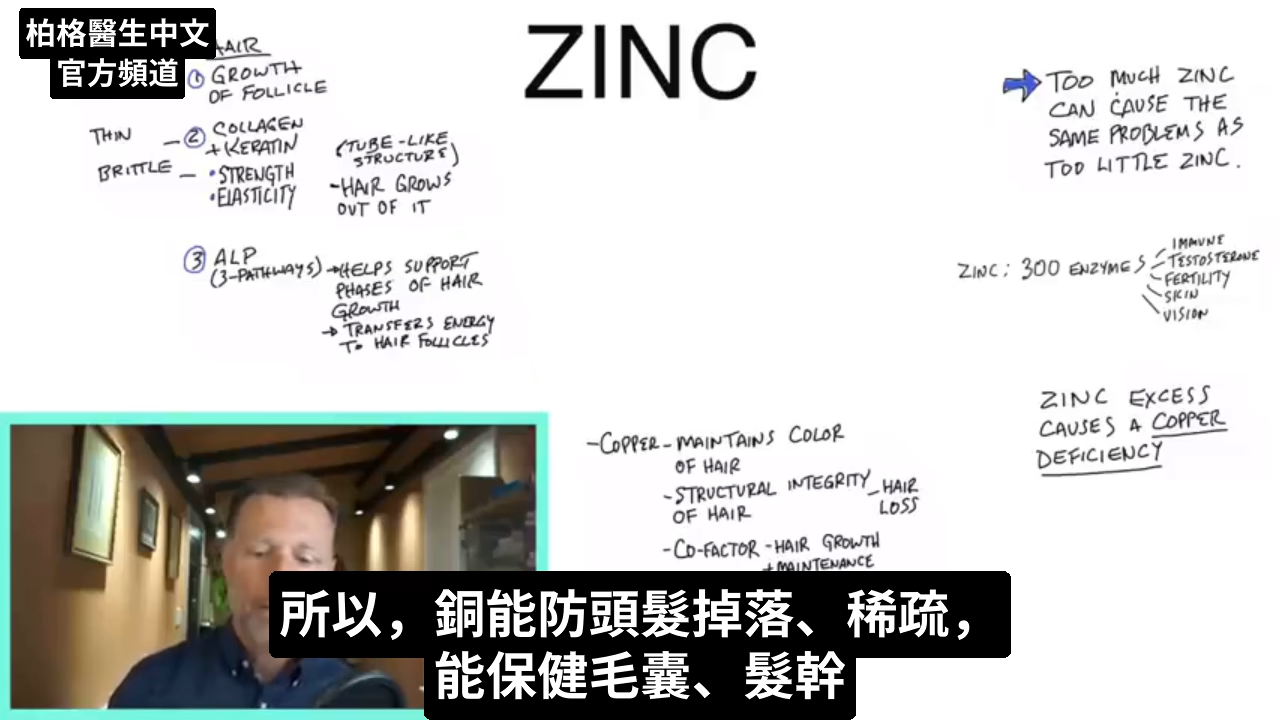 柏格醫生中文
官方頻道
ZINC
HAIR
① GROWTH
OF FOLLICLE
THIN
BRITTLE
② COLLAGEN
+ KERATIN
• STRENGTH
• ELASTICITY
(TUBE-LIKE
STRUCTURE)
-HAIR GROWS
OUT OF IT
③ ALP
(3-PATHWAYS)
→HELPS SUPPORT
PHASES OF HAIR
GROWTH
→ TRANSFERS ENERGY
TO HAIR FOLLICLES
TOO MUCH ZINC
CAN CAUSE THE
SAME PROBLEMS AS
TOO LITTLE ZINC.
ZINC: 300 ENZYMES
IMMUNE
TESTOSTERONE
FERTILITY
SKIN
VISION
ZINC EXCESS
CAUSES A COPPER
DEFICIENCY
-COPPER-MAINTAINS COLOR
OF HAIR
-STRUCTURAL INTEGRITY
OF HAIR
-HAIR
LOSS
-CO-FACTOR -HAIR GROWTH
+MAINTENANCE
所以，銅能防頭髮掉落、稀疏，
能保健毛囊、髮幹